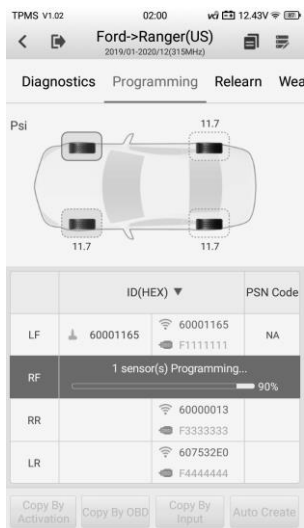 TPMS V1.02 02:00 12.43V
Ford->Ranger(US)
2019/01-2020/12(315MHz)
Diagnostics Programming Relearn Wea
Psi 11.7
11.7 11.7
ID(HEX) ▼ PSN Code
LF 60001165 60001165 NA
F1111111
RF 1 sensor(s) Programming...
90%
RR 60000013
F3333333
LR 607532E0
F4444444
Copy By Activation Copy By OBD Copy By Input Auto Create